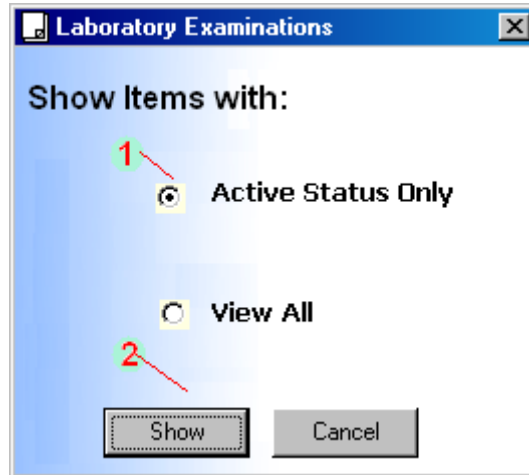 Laboratory Examinations
Show Items with:
1
Active Status Only
View All
2
Show Cancel